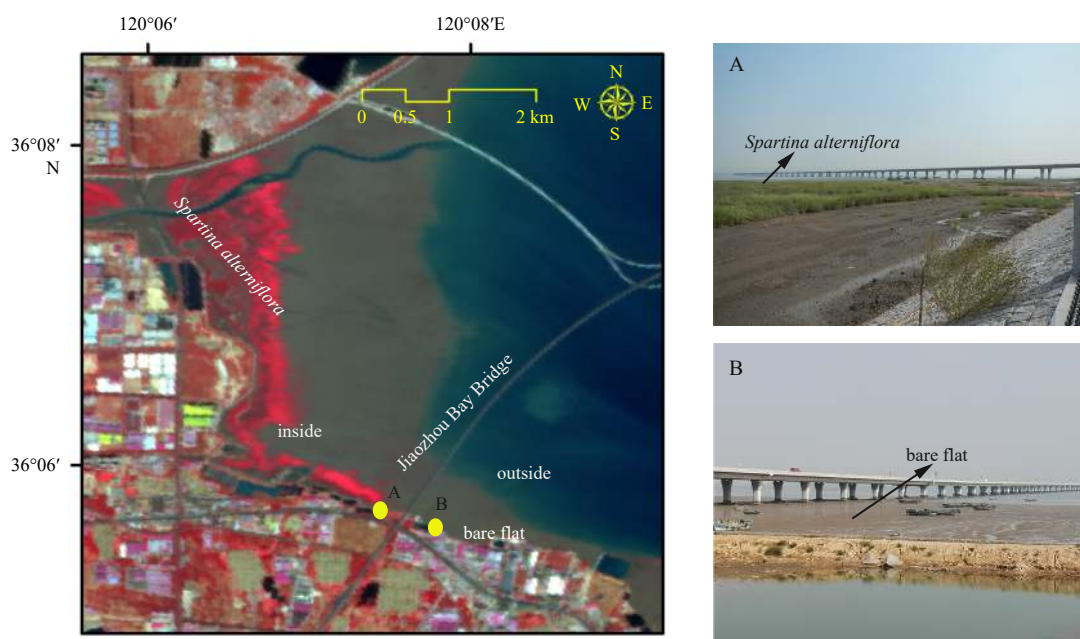 120°06′
120°08′E
36°08′
N
36°06′
N
W
E
S
0
0.5
1
2 km
Spartina alterniflora
Jiaozhou Bay Bridge
inside
outside
A
B
bare flat
A
Spartina alterniflora
B
bare flat